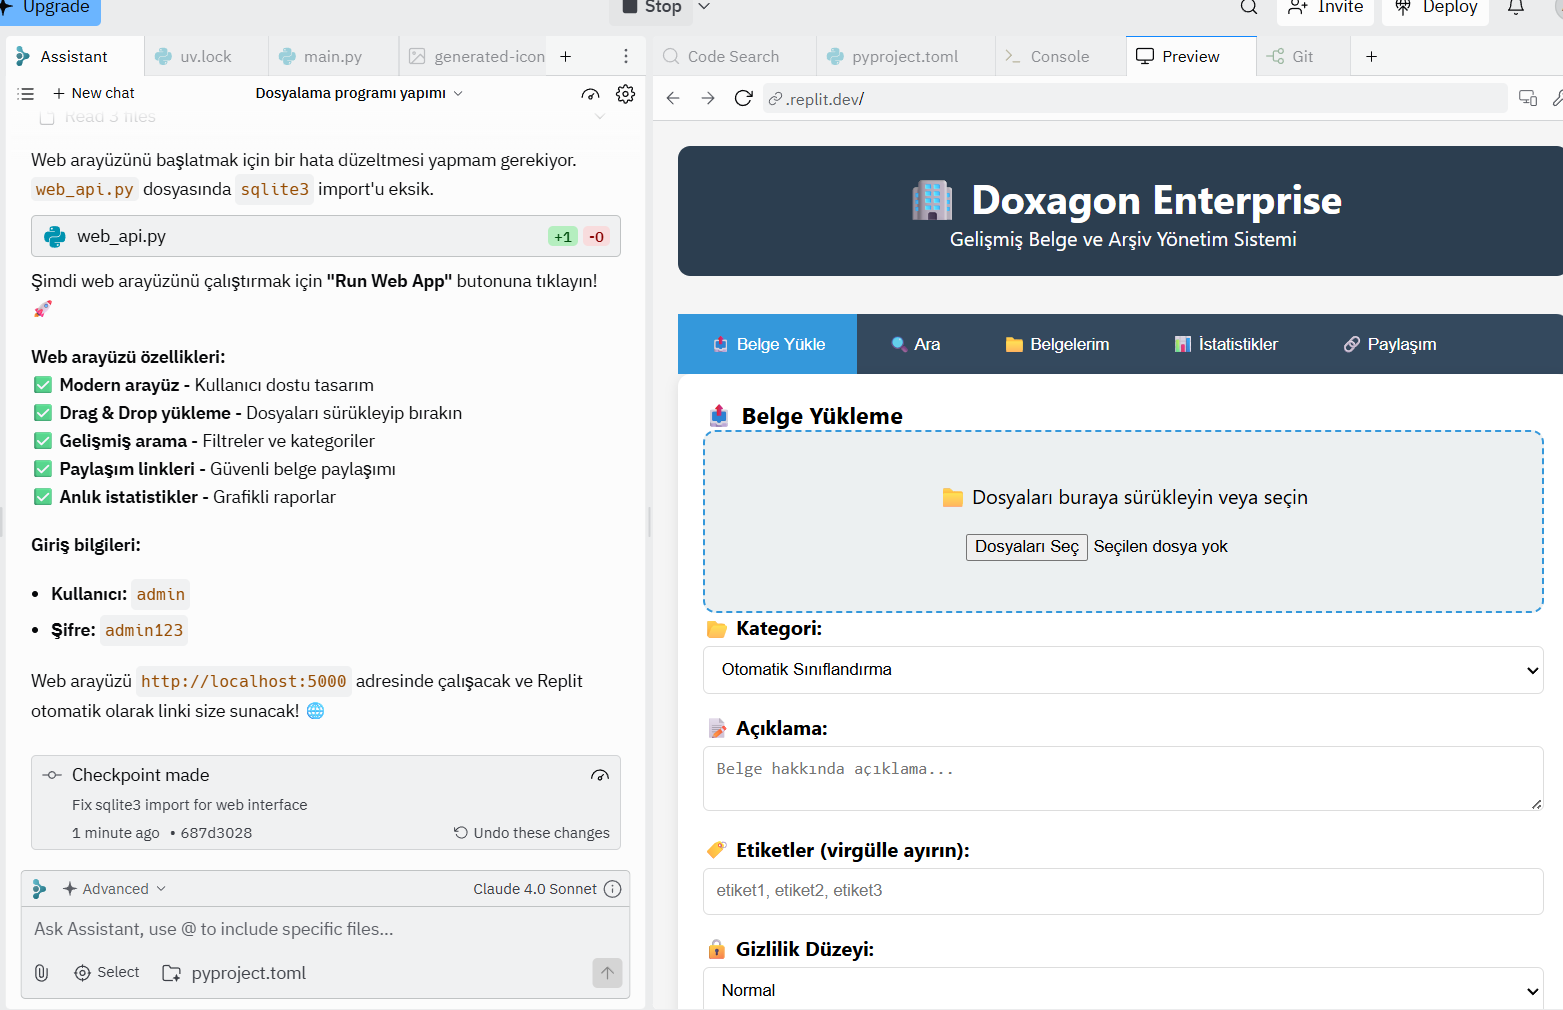 Upgrade
Stop
Invite
Deploy
Assistant
uv.lock
main.py
generated-icon
Code Search
pyproject.toml
Console
Preview
Git
New chat
Dosyalama programı yapımı
.replit.dev/
Read 3 files
Web arayüzünü başlatmak için bir hata düzeltmesi yapmam gerekiyor.
web_api.py dosyasında sqlite3 import'u eksik.
web_api.py
+1 -0
Şimdi web arayüzünü çalıştırmak için "Run Web App" butonuna tıklayın!
🚀
Web arayüzü özellikleri:
✅ Modern arayüz - Kullanıcı dostu tasarım
✅ Drag & Drop yükleme - Dosyaları sürükleyip bırakın
✅ Gelişmiş arama - Filtreler ve kategoriler
✅ Paylaşım linkleri - Güvenli belge paylaşımı
✅ Anlık istatistikler - Grafikli raporlar
Giriş bilgileri:
• Kullanıcı: admin
• Şifre: admin123
Web arayüzü http://localhost:5000 adresinde çalışacak ve Replit
otomatik olarak linki size sunacak! 🌐
Checkpoint made
Fix sqlite3 import for web interface
1 minute ago • 687d3028
Undo these changes
Advanced
Claude 4.0 Sonnet
Ask Assistant, use @ to include specific files...
Select
pyproject.toml
🏢 Doxagon Enterprise
Gelişmiş Belge ve Arşiv Yönetim Sistemi
📤 Belge Yükle
🔍 Ara
📁 Belgelerim
📊 İstatistikler
🔗 Paylaşım
📤 Belge Yükleme
📁 Dosyaları buraya sürükleyin veya seçin
Dosyaları Seç Seçilen dosya yok
📂 Kategori:
Otomatik Sınıflandırma
📝 Açıklama:
Belge hakkında açıklama...
🏷️ Etiketler (virgülle ayırın):
etiket1, etiket2, etiket3
🔒 Gizlilik Düzeyi:
Normal